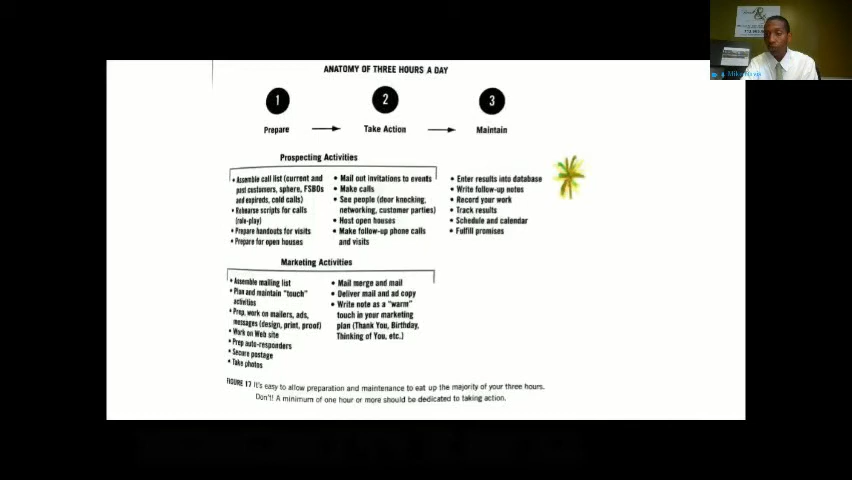 ANATOMY OF THREE HOURS A DAY
1
2
3
Prepare
Take Action
Maintain
Prospecting Activities
• Assemble call list (current and
past customers, sphere, FSBOs
and expireds, cold calls)
• Rehearse scripts for calls
(role-play)
• Prepare handouts for visits
• Prepare for open houses
• Mail out invitations to events
• Make calls
• See people (door knocking,
networking, customer parties)
• Host open houses
• Make follow-up phone calls
and visits
• Enter results into database
• Write follow-up notes
• Record your work
• Track results
• Schedule and calendar
• Fulfill promises
Marketing Activities
• Assemble mailing list
• Plan and maintain "touch"
activities
• Prep, work on mailers, ads,
messages (design, print, proof)
• Work on Web site
• Prep auto-responders
• Secure postage
• Take photos
• Mail merge and mail
• Deliver mail and ad copy
• Write note as a "warm"
touch in your marketing
plan (Thank You, Birthday,
Thinking of You, etc.)
FIGURE 17 It's easy to allow preparation and maintenance to eat up the majority of your three hours.
Don't! A minimum of one hour or more should be dedicated to taking action.